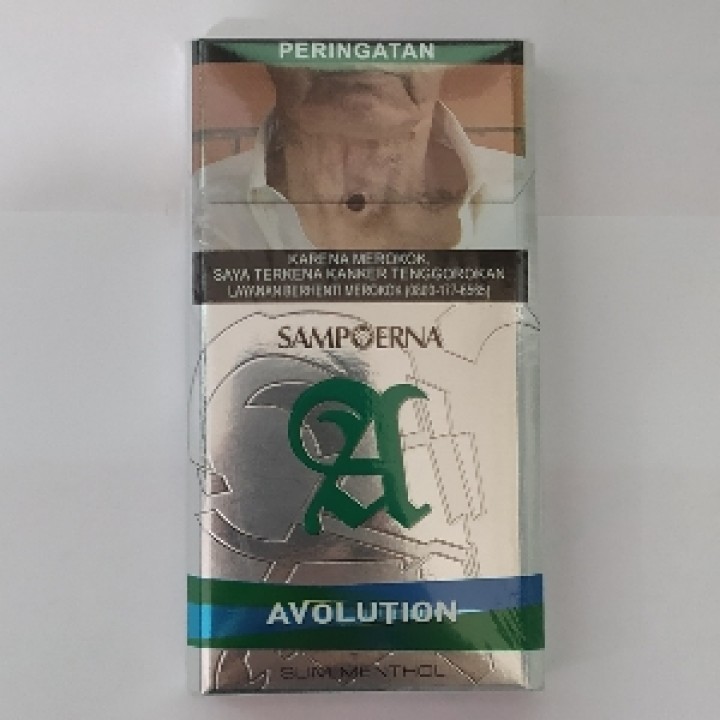 PERINGATAN
KARENA MEROKOK,
SAYA TERKENA KANKER TENGGOROKAN
LAYANAN BERHENTI MEROKOK (0800-177-6565)
SAMPOERNA
A
AVOLUTION
SLIM MENTHOL